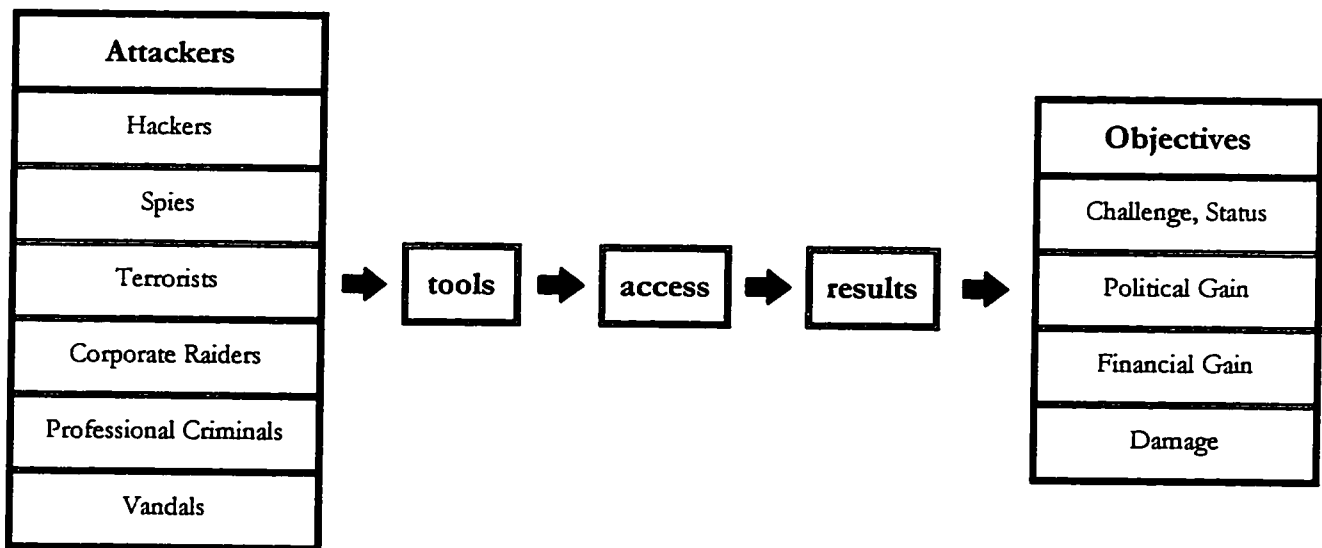 Attackers
Hackers
Spies
Terrorists
Corporate Raiders
Professional Criminals
Vandals
tools
access
results
Objectives
Challenge, Status
Political Gain
Financial Gain
Damage